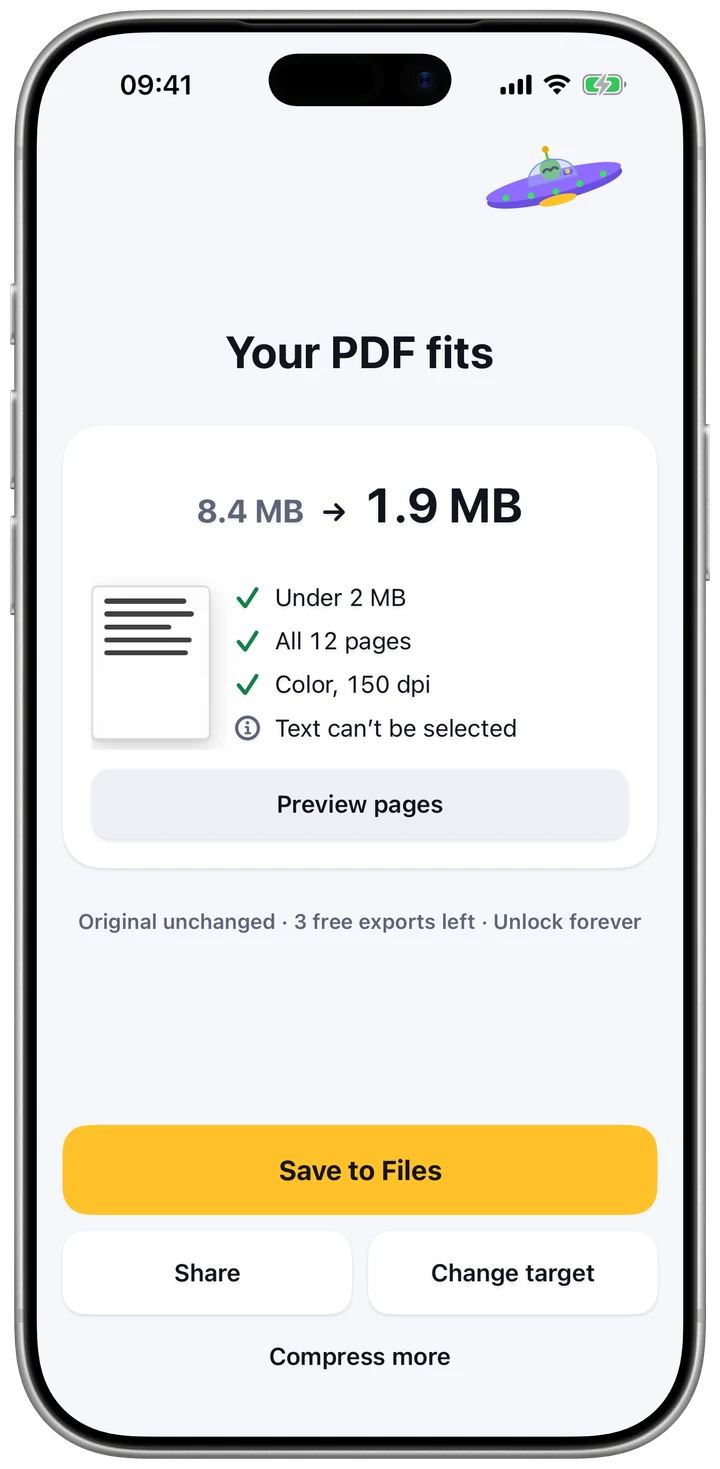 09:41
Your PDF fits
8.4 MB → 1.9 MB
Under 2 MB
All 12 pages
Color, 150 dpi
Text can’t be selected
Preview pages
Original unchanged · 3 free exports left · Unlock forever
Save to Files
Share
Change target
Compress more